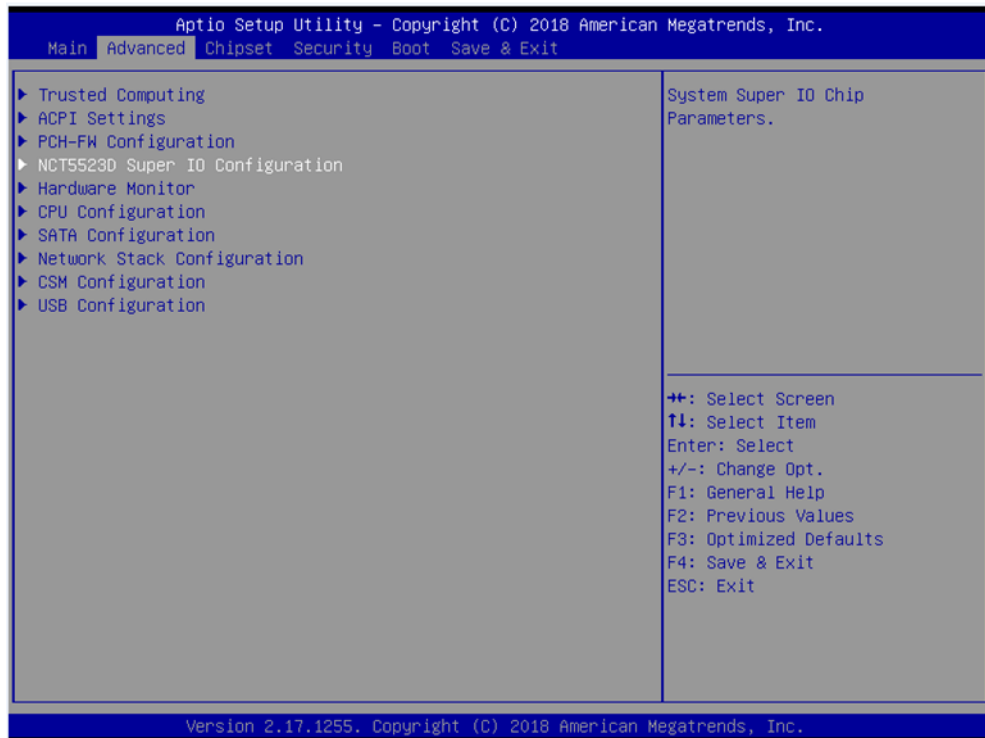 Aptio Setup Utility – Copyright (C) 2018 American Megatrends, Inc.
Main Advanced Chipset Security Boot Save & Exit
Trusted Computing
ACPI Settings
PCH-FW Configuration
NCT5523D Super IO Configuration
Hardware Monitor
CPU Configuration
SATA Configuration
Network Stack Configuration
CSM Configuration
USB Configuration
System Super IO Chip
Parameters.
→←: Select Screen
↑↓: Select Item
Enter: Select
+/-: Change Opt.
F1: General Help
F2: Previous Values
F3: Optimized Defaults
F4: Save & Exit
ESC: Exit
Version 2.17.1255. Copyright (C) 2018 American Megatrends, Inc.